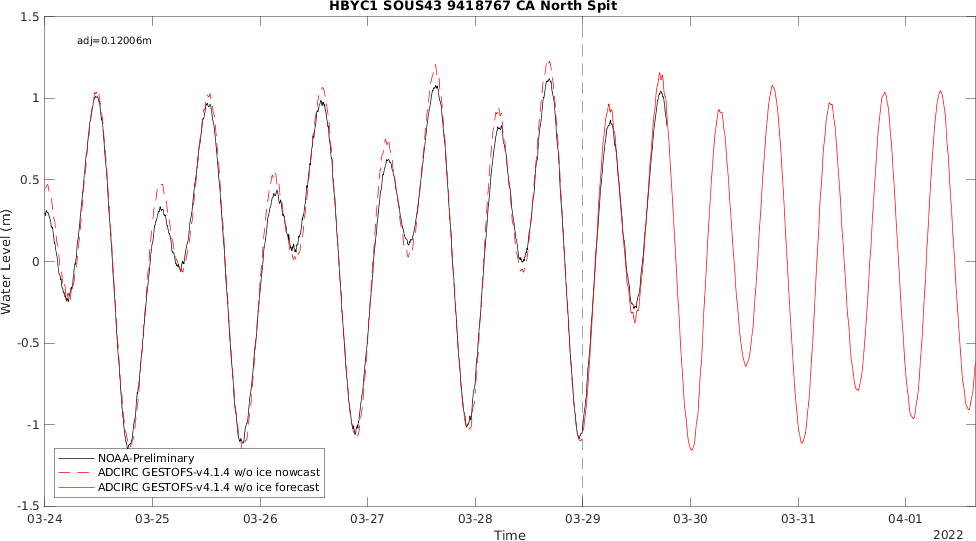 HBYC1 SOUS43 9418767 CA North Spit
adj=0.12006m
1.5
1
0.5
0
-0.5
-1
-1.5
Water Level (m)
NOAA-Preliminary
ADCIRC GESTOFS-v4.1.4 w/o ice nowcast
ADCIRC GESTOFS-v4.1.4 w/o ice forecast
03-24 03-25 03-26 03-27 03-28 03-29 03-30 03-31 04-01
Time
2022